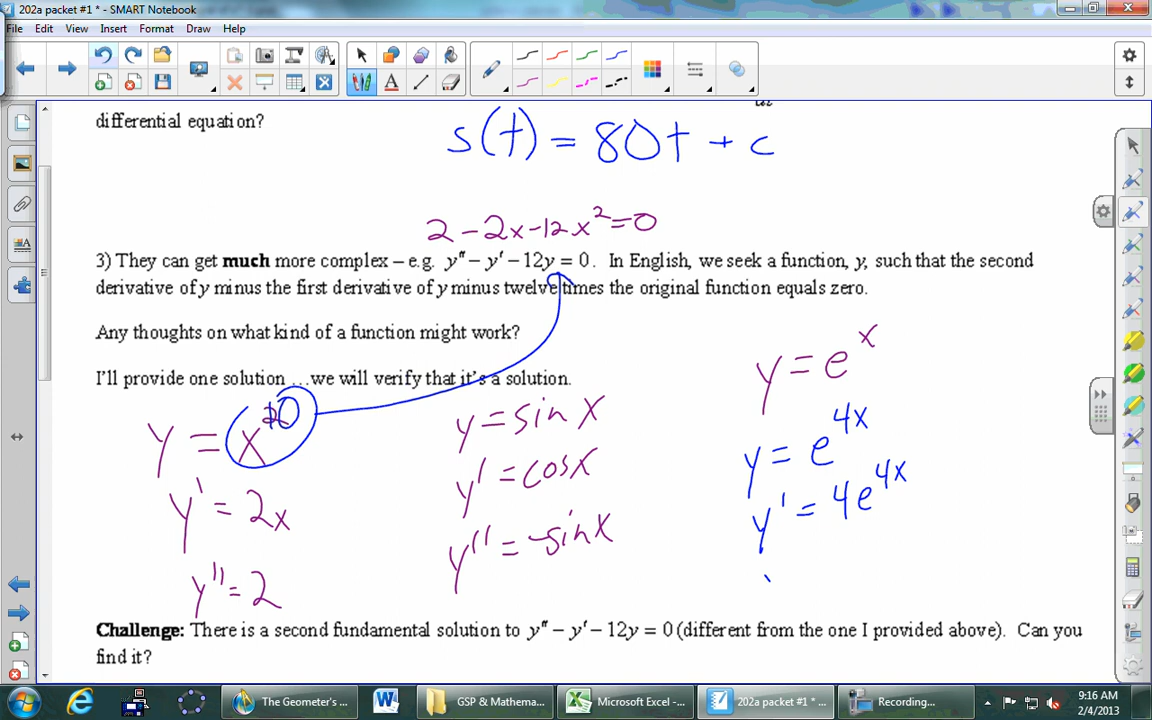 202a packet #1 * - SMART Notebook
File Edit View Insert Format Draw Help
differential equation?
s(t) = 80t + c
2 - 2x - 12x² = 0
3) They can get much more complex – e.g. y″ – y′ – 12y = 0. In English, we seek a function, y, such that the second
derivative of y minus the first derivative of y minus twelve times the original function equals zero.
Any thoughts on what kind of a function might work?
I'll provide one solution …we will verify that it's a solution.
y = e^x
y = sin x
y = e^4x
y' = cos x
y' = 4e^4x
y' = 2x
y'' = -sin x
y'' = 2
Challenge: There is a second fundamental solution to y″ – y′ – 12y = 0 (different from the one I provided above). Can you
find it?
The Geometer's ...
GSP & Mathema...
Microsoft Excel -...
202a packet #1 * ...
Recording...
9:16 AM
2/4/2013